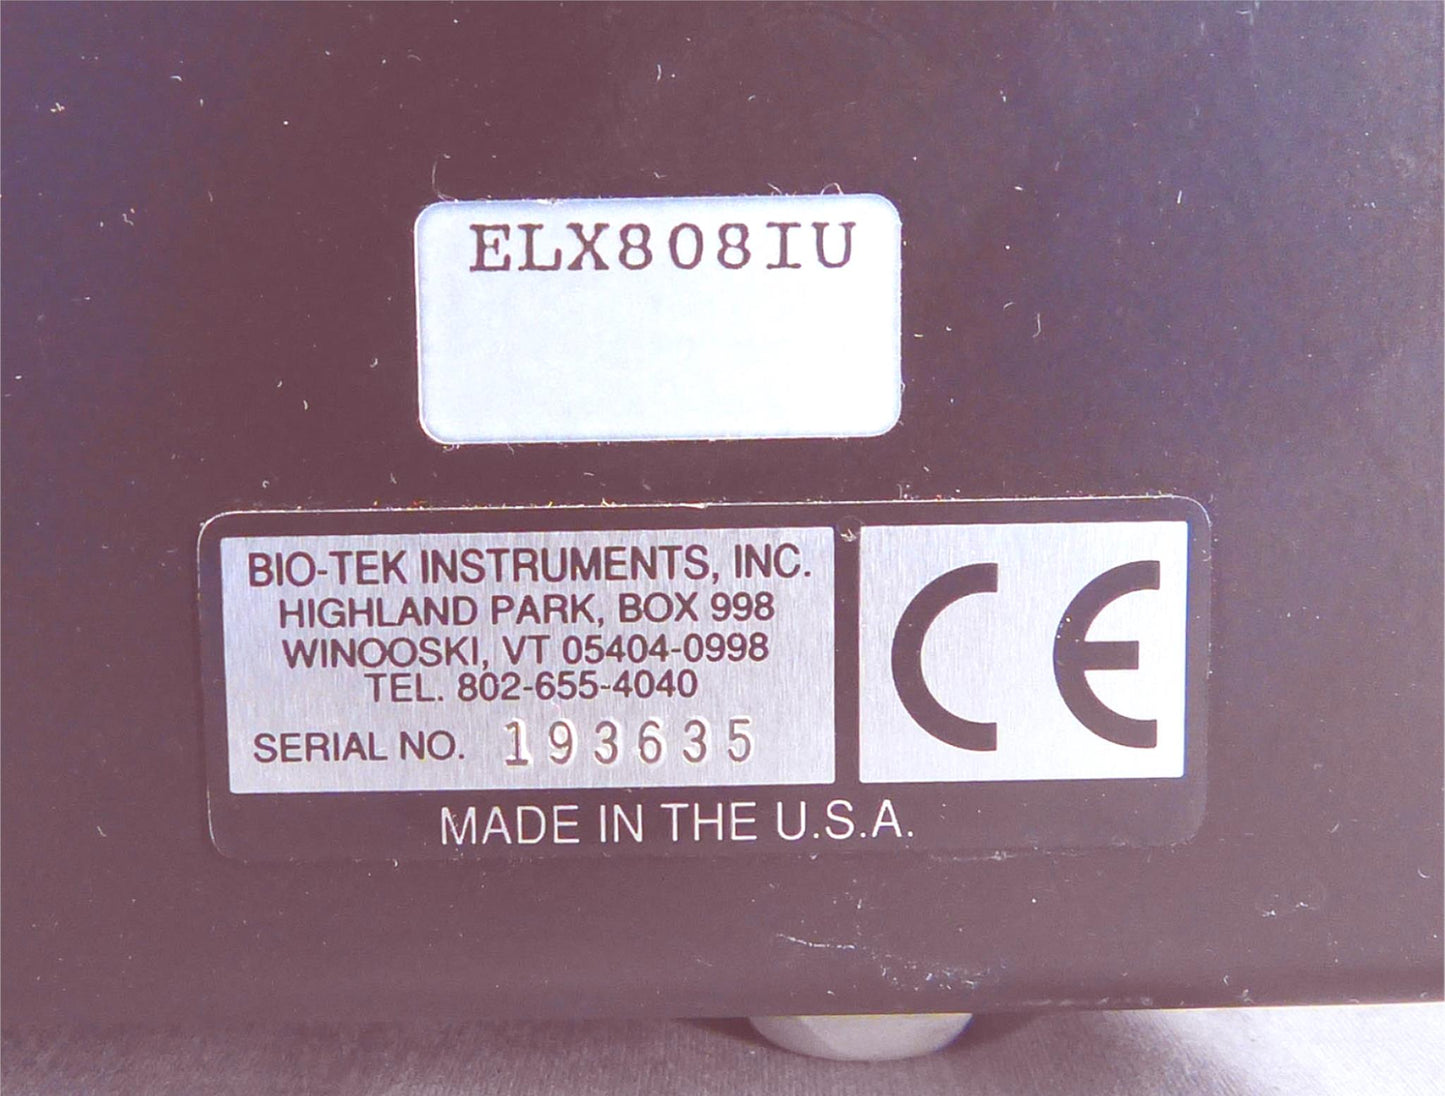 ELX808IU
BIO-TEK INSTRUMENTS, INC.
HIGHLAND PARK, BOX 998
WINOOSKI, VT 05404-0998
TEL. 802-655-4040
SERIAL NO. 193635
CE
MADE IN THE U.S.A.